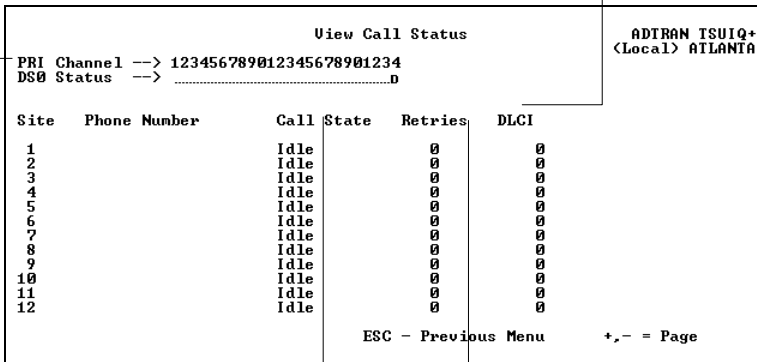 View Call Status ADTRAN TSUIQ+
(Local) ATLANTA
PRI Channel --> 123456789012345678901234
DS0 Status --> .......................D
Site Phone Number Call State Retries DLCI
1 Idle 0 0
2 Idle 0 0
3 Idle 0 0
4 Idle 0 0
5 Idle 0 0
6 Idle 0 0
7 Idle 0 0
8 Idle 0 0
9 Idle 0 0
10 Idle 0 0
11 Idle 0 0
12 Idle 0 0
ESC - Previous Menu +,- = Page